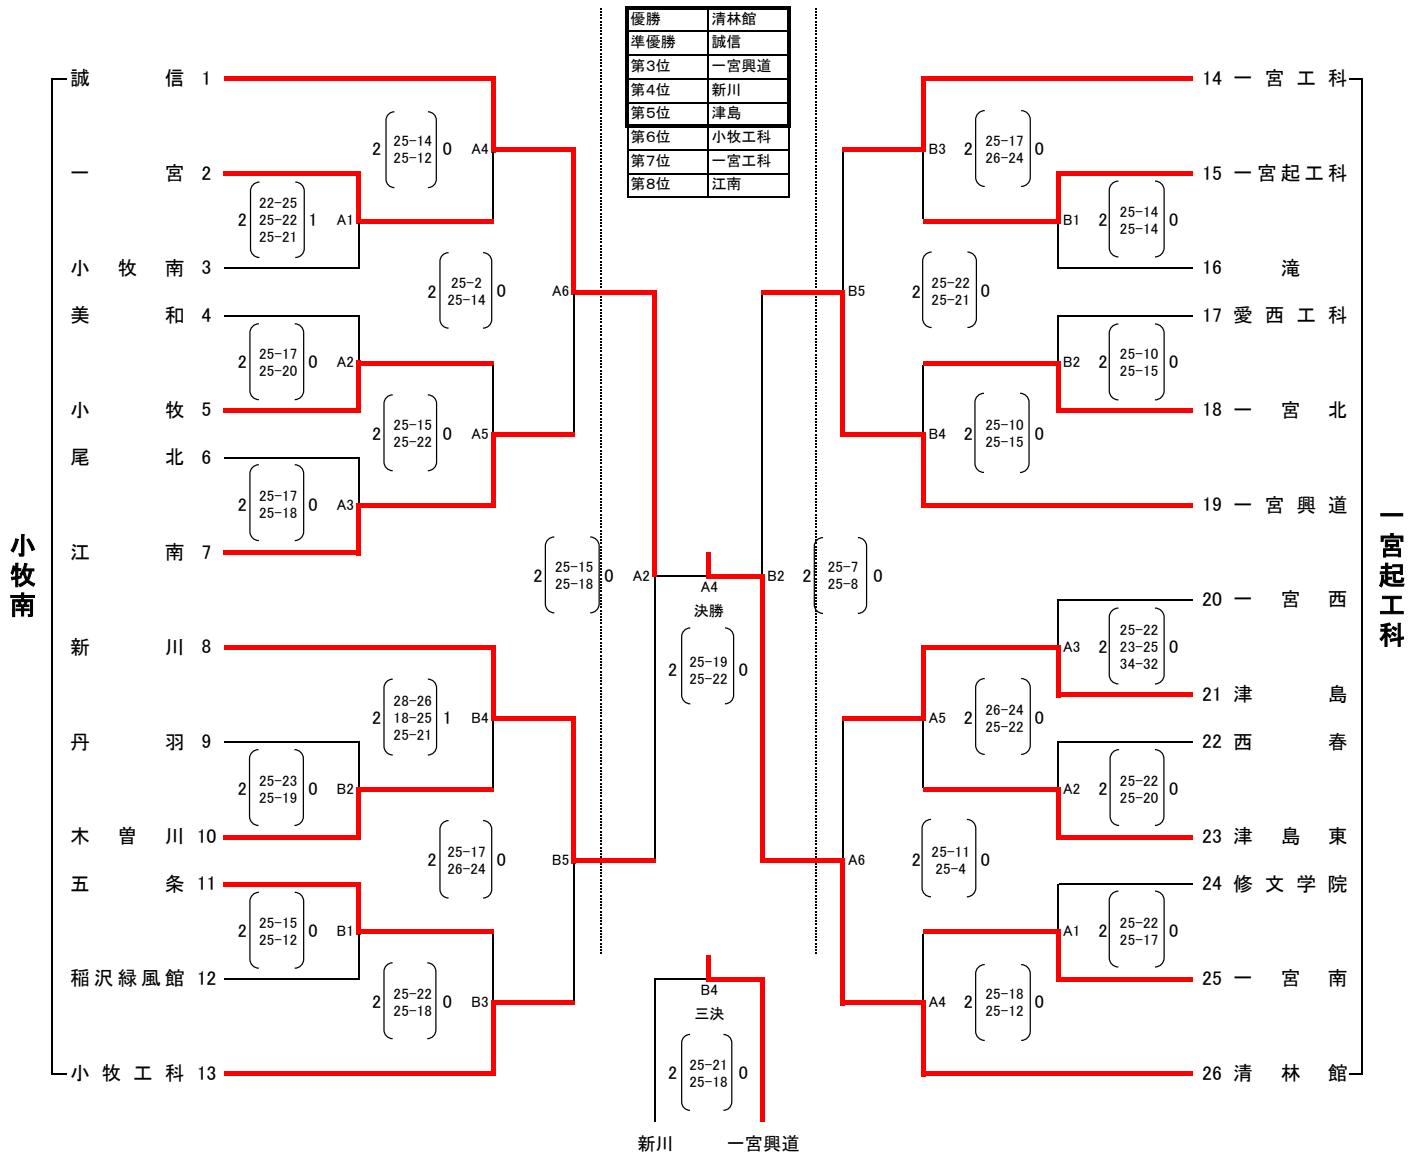 優勝 清林館
準優勝 誠信
第3位 一宮興道
第4位 新川
第5位 津島
第6位 小牧工科
第7位 一宮工科
第8位 江南
小牧南
誠信 1
一宮 2
小牧南 3
美和 4
小牧 5
尾北 6
江南 7
新川 8
丹羽 9
木曽川 10
五条 11
稲沢緑風館 12
小牧工科 13
2 22-25 25-22 25-21 1 A1
2 25-17 25-20 0 A2
2 25-17 25-18 0 A3
2 25-23 25-19 0 B2
2 25-15 25-12 0 B1
2 25-14 25-12 0 A4
2 25-15 25-22 0 A5
2 28-26 18-25 25-21 1 B4
2 25-22 25-18 0 B3
2 25-2 25-14 0 A6
2 25-17 26-24 0 B5
2 25-15 25-18 0 A2
A4
決勝
2 25-19 25-22 0
B4
三決
2 25-21 25-18 0
新川 一宮興道
B2 2 25-7 25-8 0
B5 2 25-22 25-21 0
A6 2 25-11 25-4 0
B3 2 25-17 26-24 0
B4 2 25-10 25-15 0
A5 2 26-24 25-22 0
A4 2 25-18 25-12 0
B1 2 25-14 25-14 0
B2 2 25-10 25-15 0
A3 2 25-22 23-25 34-32 0
A2 2 25-22 25-20 0
A1 2 25-22 25-17 0
14 一宮工科
15 一宮起工科
16 滝
17 愛西工科
18 一宮北
19 一宮興道
20 一宮西
21 津島
22 西春
23 津島東
24 修文学院
25 一宮南
26 清林館
一宮起工科